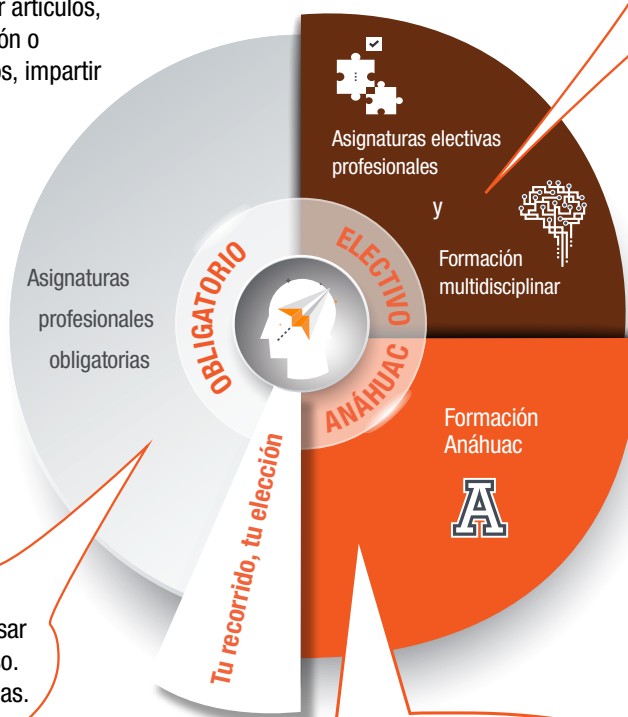 r artículos,
ón o
os, impartir
Asignaturas electivas
profesionales
y
Formación
multidisciplinar
OBLIGATORIO
ELECTIVO
ANÁHUAC
Asignaturas
profesionales
obligatorias
Formación
Anáhuac
A
Tu recorrido, tu elección
sar
o.
as.